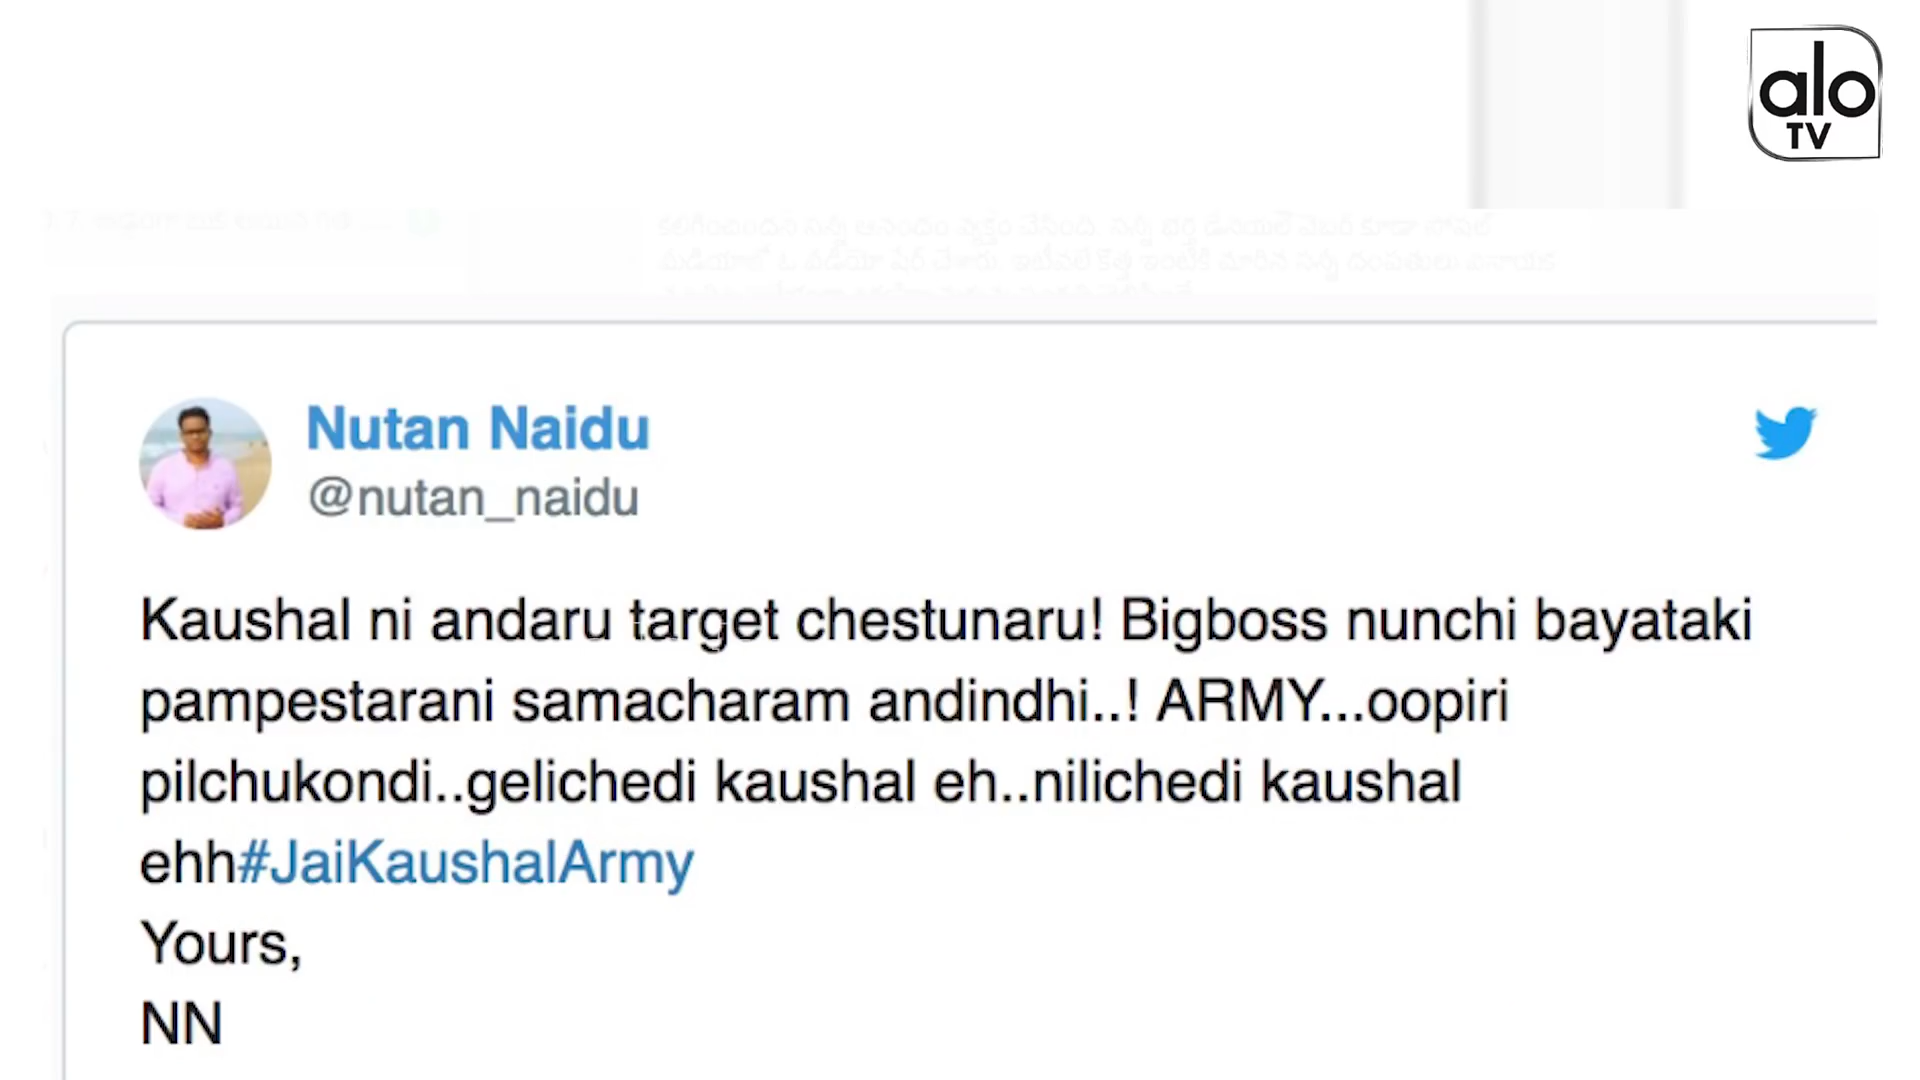 alo
TV
Nutan Naidu
@nutan_naidu
Kaushal ni andaru target chestunaru! Bigboss nunchi bayataki
pampestarani samacharam andindhi..! ARMY...oopiri
pilchukondi..gelichedi kaushal eh..nilichedi kaushal
ehh#JaiKaushalArmy
Yours,
NN